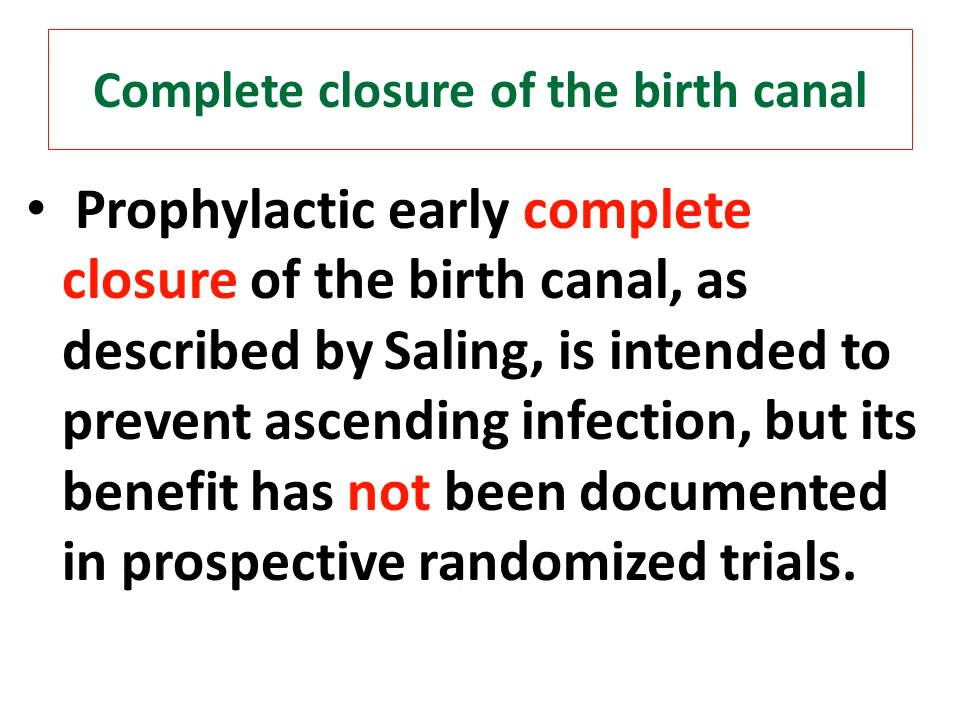 Complete closure of the birth canal
• Prophylactic early complete
closure of the birth canal, as
described by Saling, is intended to
prevent ascending infection, but its
benefit has not been documented
in prospective randomized trials.